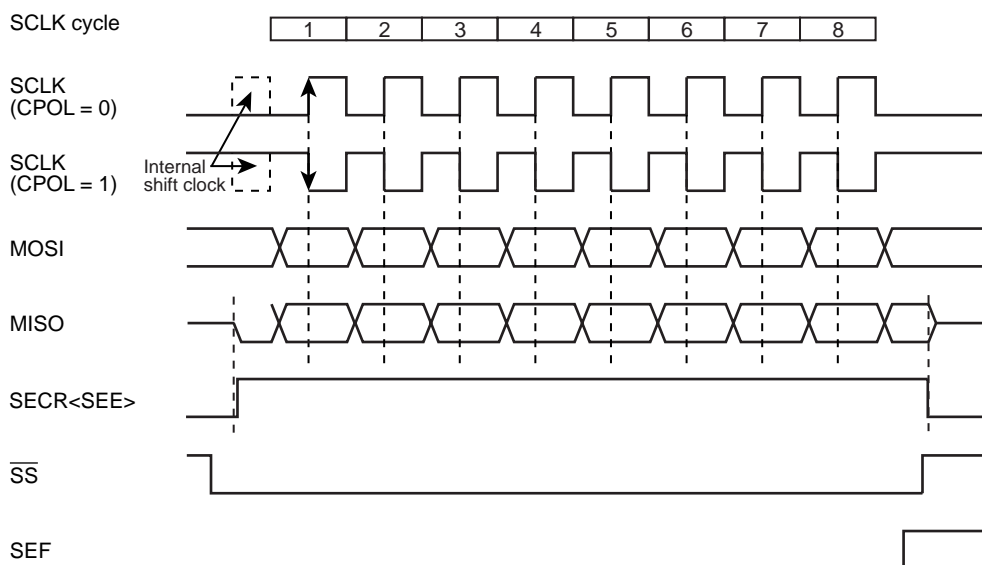 SCLK cycle
1 2 3 4 5 6 7 8
SCLK
(CPOL = 0)
SCLK
(CPOL = 1)
Internal
shift clock
MOSI
MISO
SECR<SEE>
SS
SEF